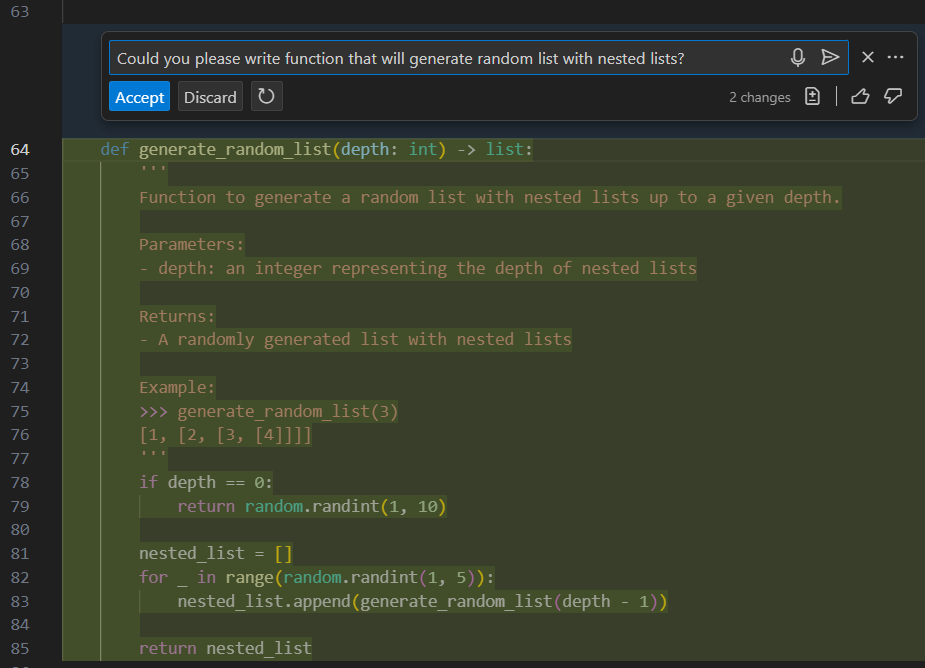 63
Could you please write function that will generate random list with nested lists?
Accept Discard 2 changes
64 def generate_random_list(depth: int) -> list:
65 '''
66 Function to generate a random list with nested lists up to a given depth.
67
68 Parameters:
69 - depth: an integer representing the depth of nested lists
70
71 Returns:
72 - A randomly generated list with nested lists
73
74 Example:
75 >>> generate_random_list(3)
76 [1, [2, [3, [4]]]]
77 '''
78 if depth == 0:
79 return random.randint(1, 10)
80
81 nested_list = []
82 for _ in range(random.randint(1, 5)):
83 nested_list.append(generate_random_list(depth - 1))
84
85 return nested_list